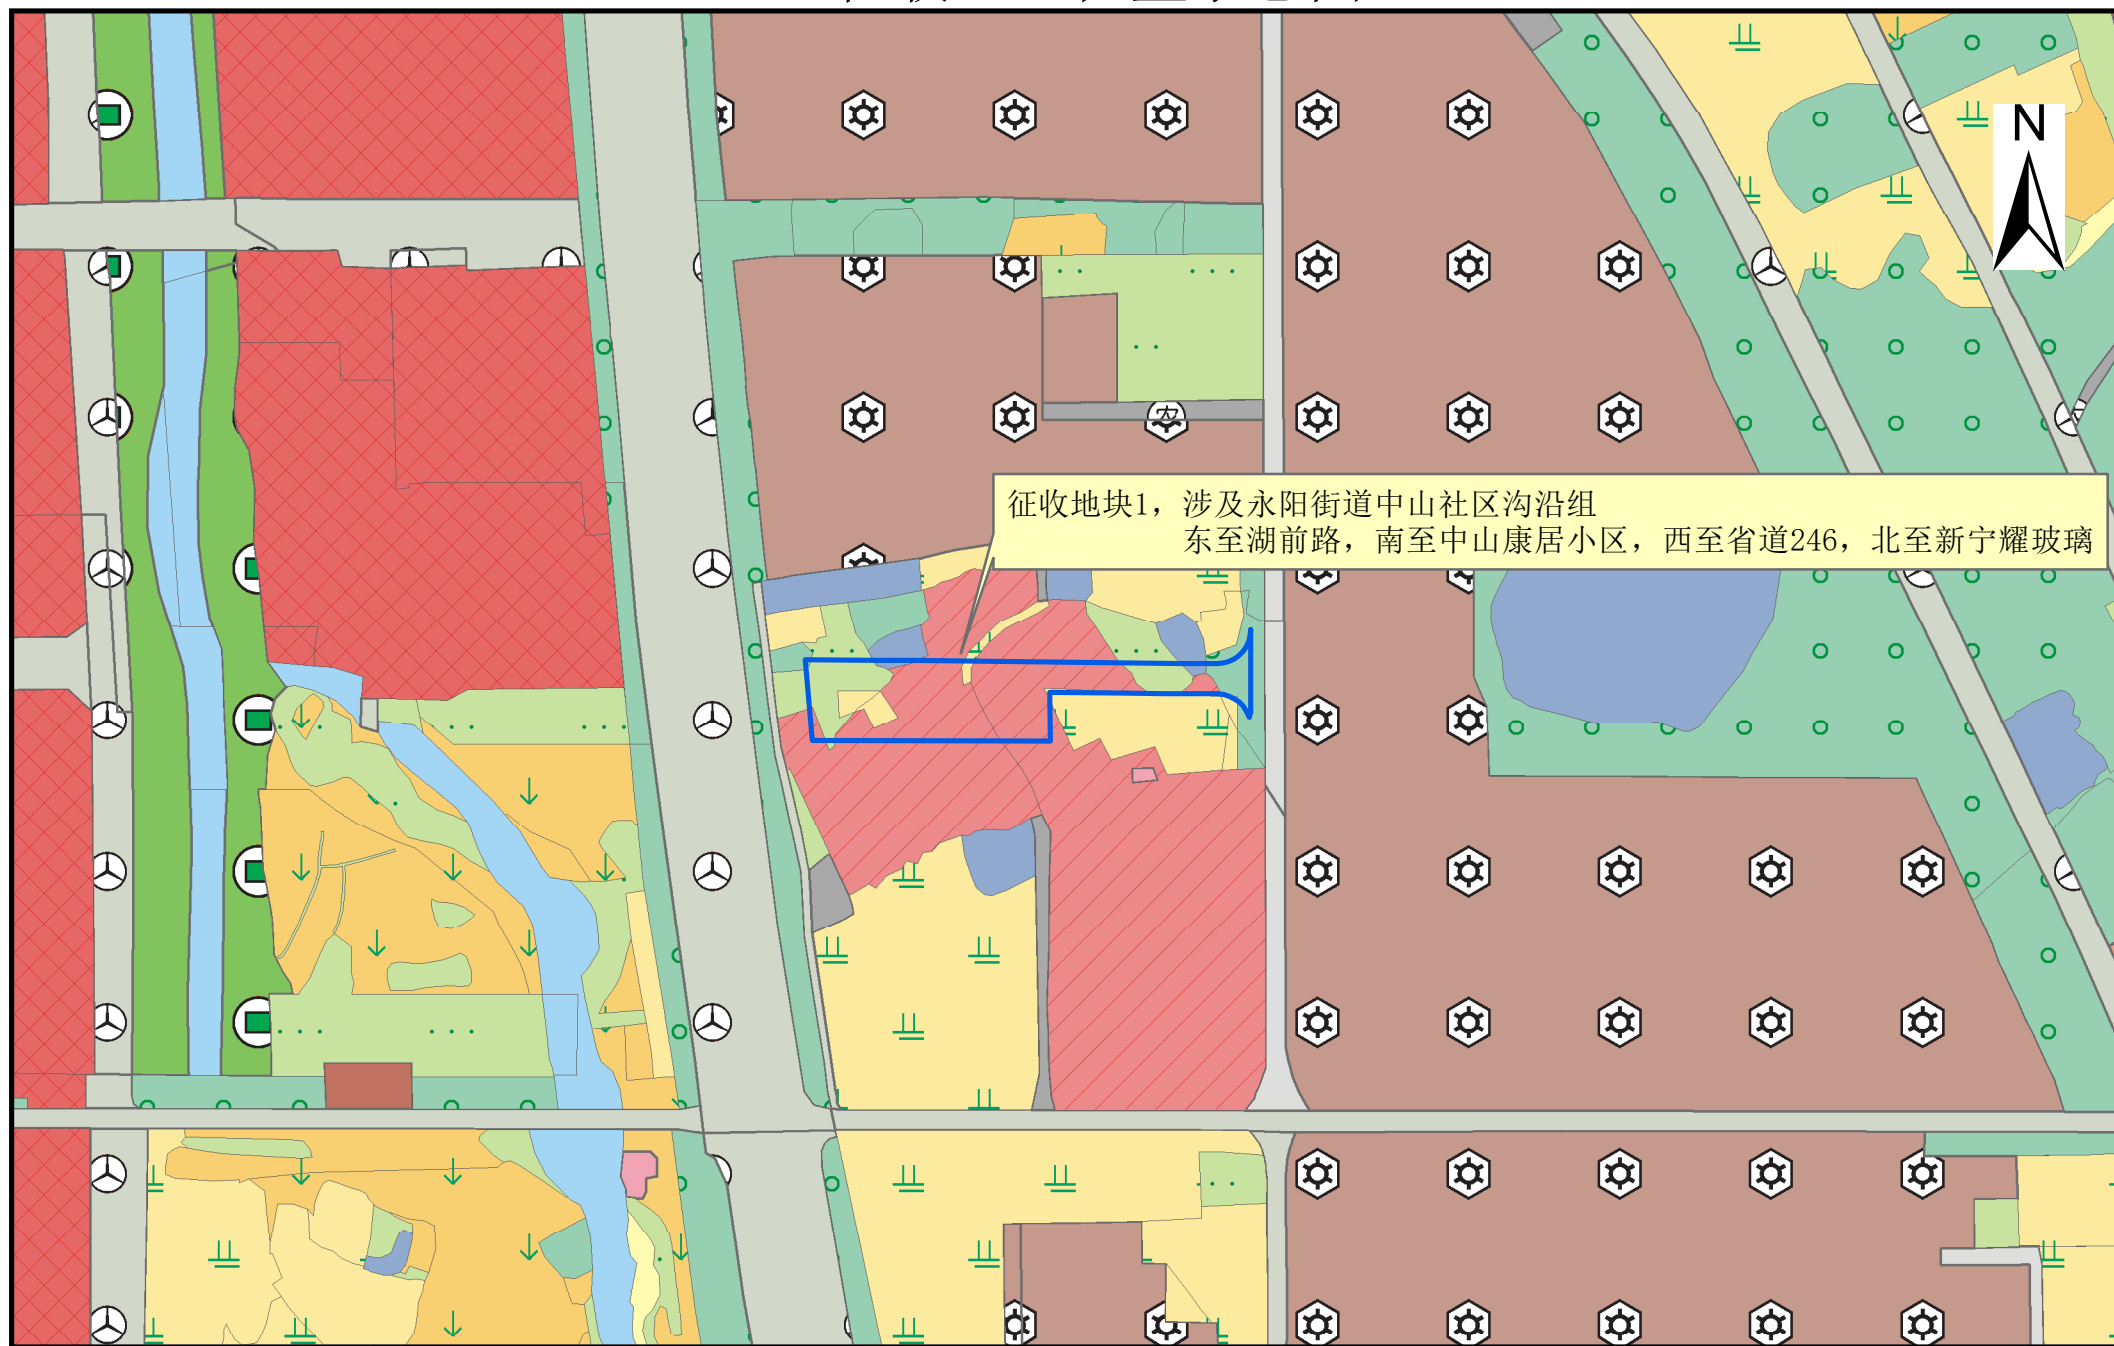 N
征收地块1，涉及永阳街道中山社区沟沿组
东至湖前路，南至中山康居小区，西至省道246，北至新宁耀玻璃
农